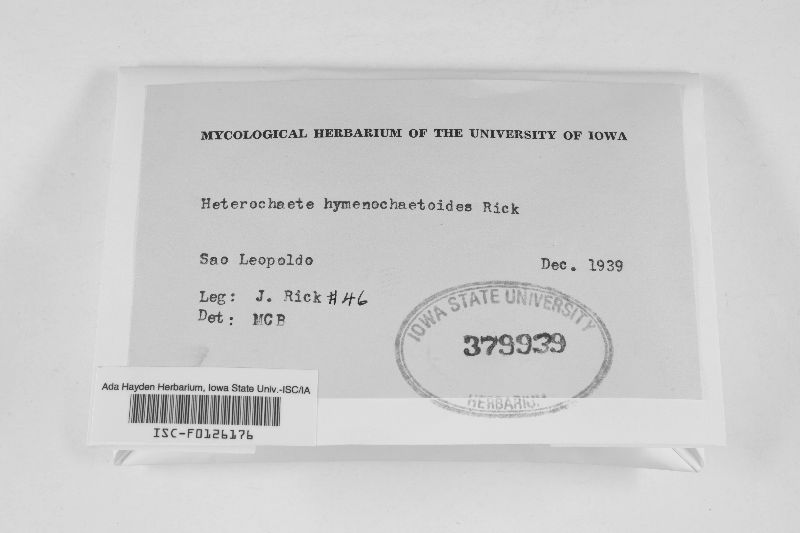 MYCOLOGICAL HERBARIUM OF THE UNIVERSITY OF IOWA
Heterochaete hymenochaetoides Rick
Sao Leopoldo Dec. 1939
Leg: J. Rick #46
Det: MCB
IOWA STATE UNIVERSITY
379939
HERBARIUM
Ada Hayden Herbarium, Iowa State Univ.-ISC/IA
ISC-F0126176